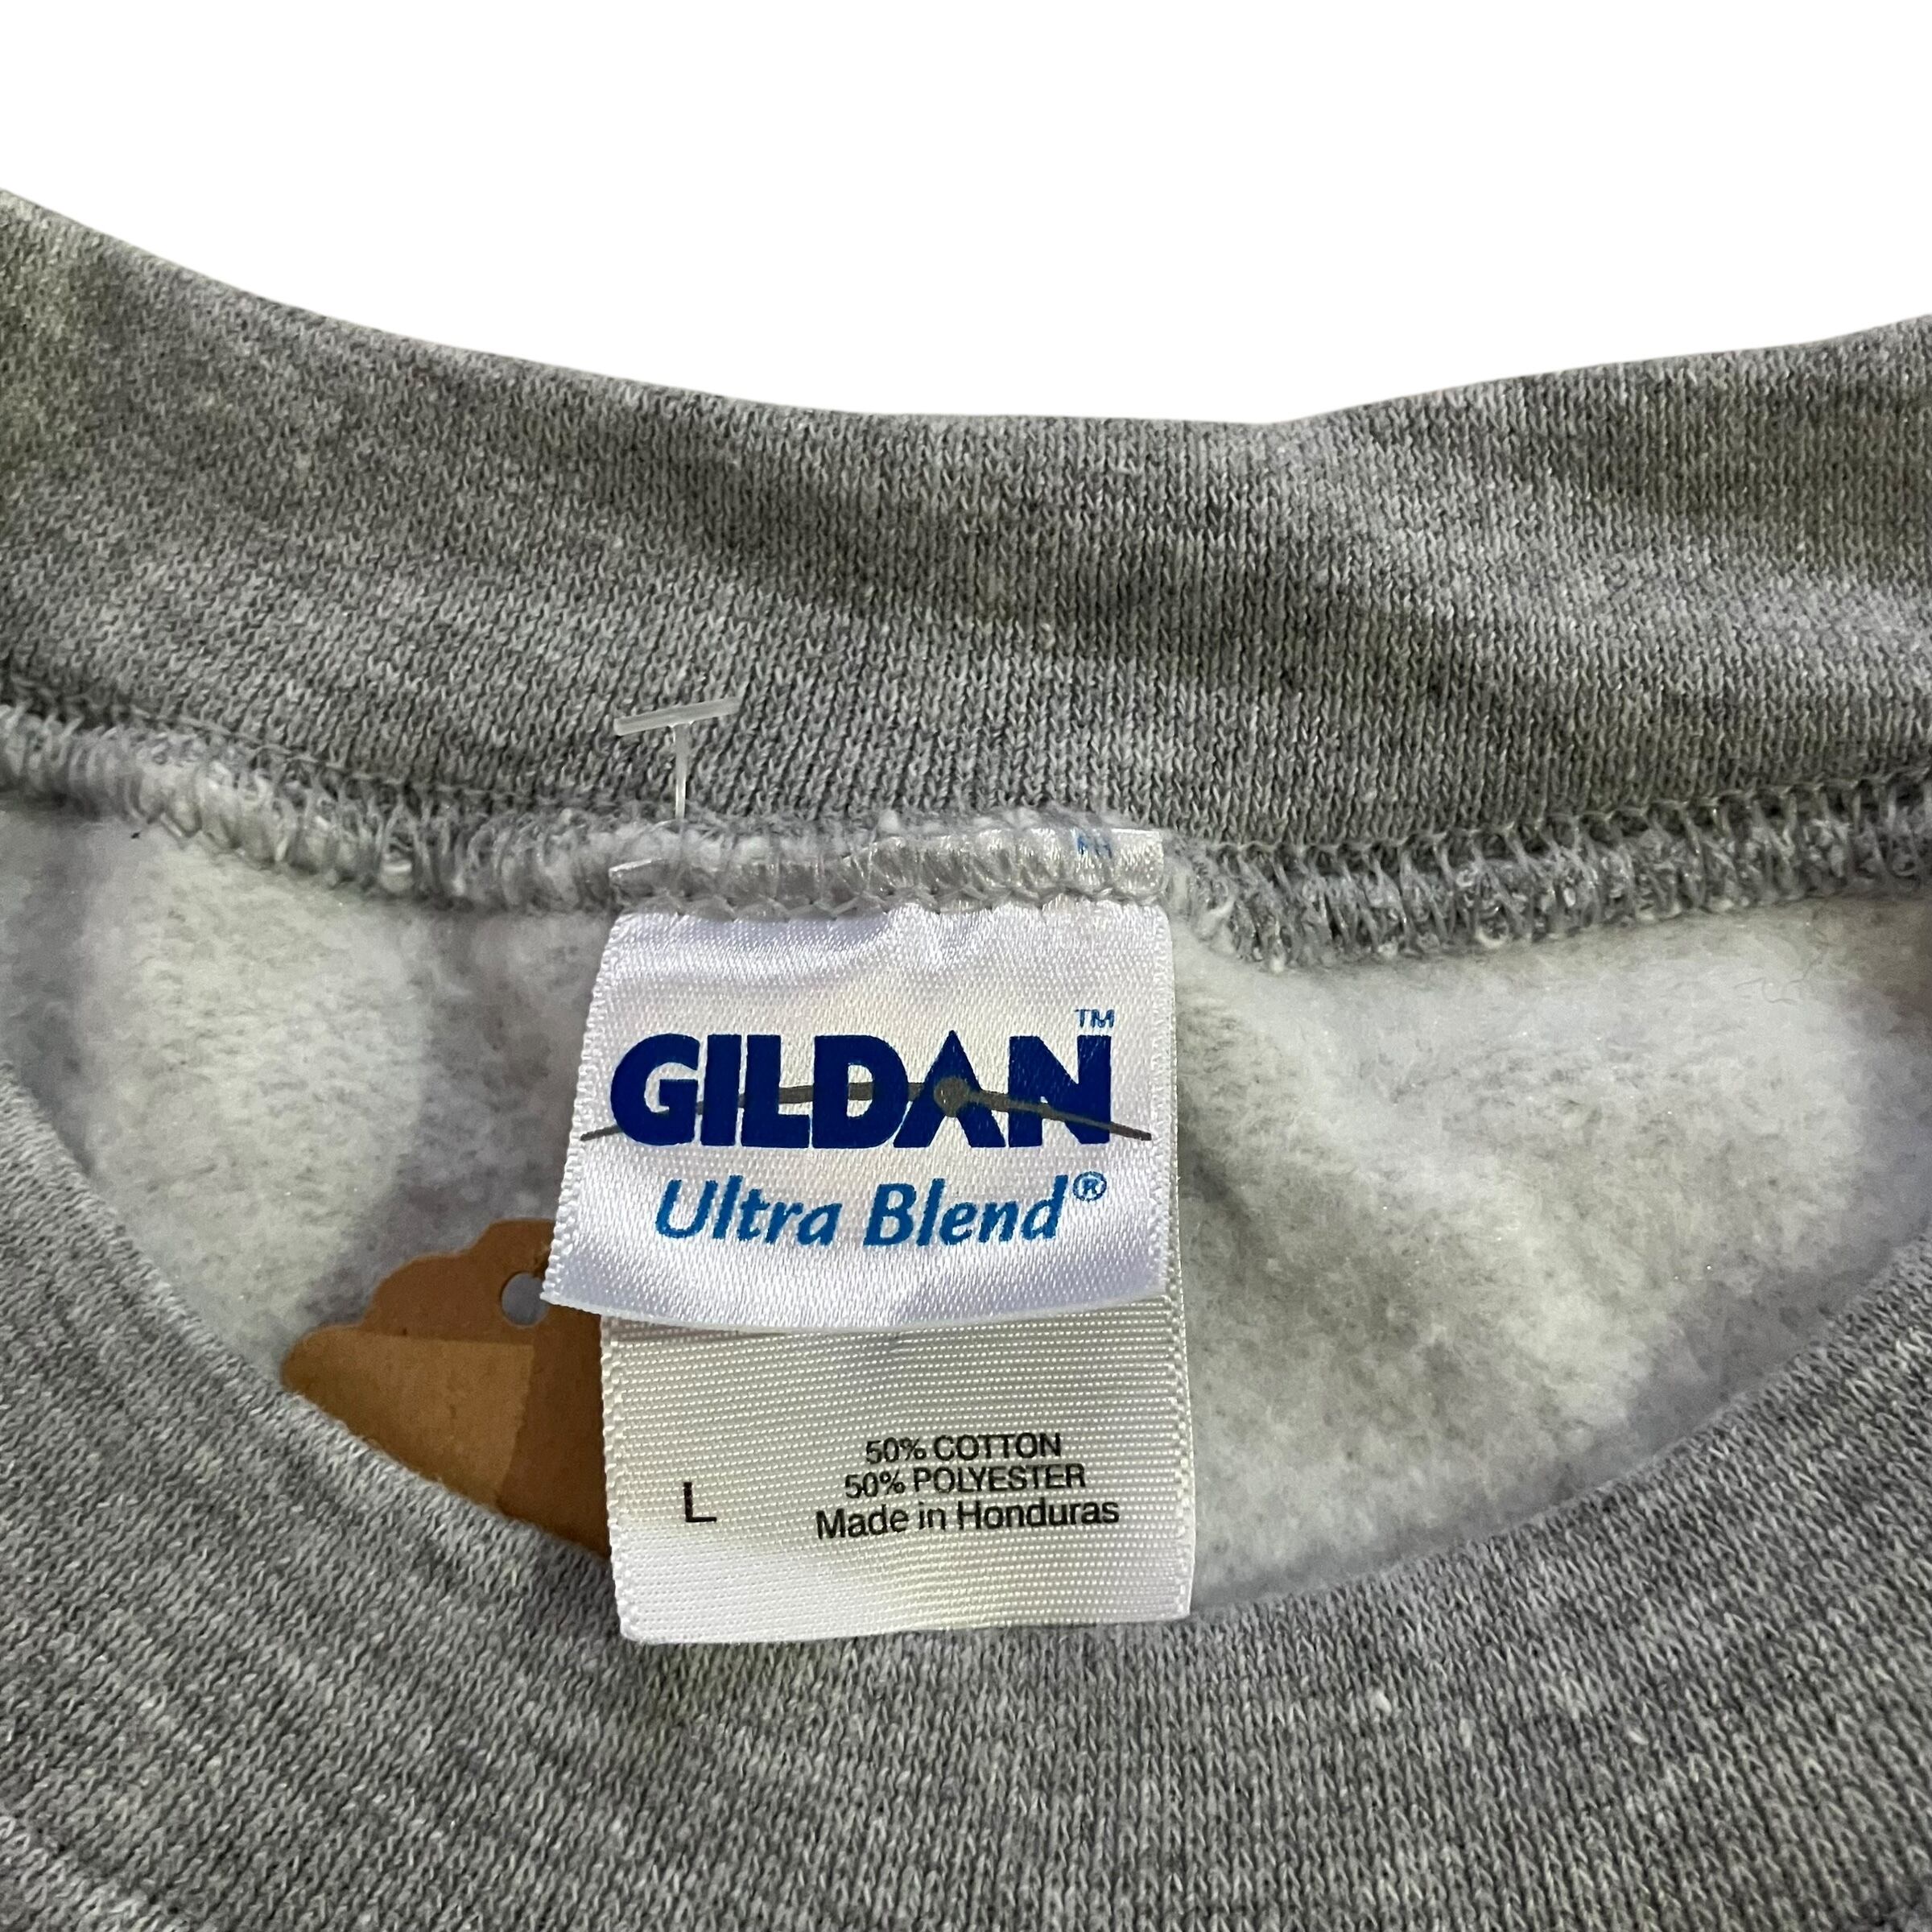 GILDAN™
Ultra Blend®
50% COTTON
50% POLYESTER
L Made in Honduras